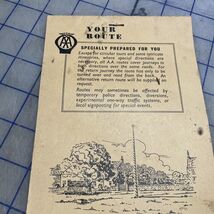 AA
YOUR
ROUTE
SPECIALLY PREPARED FOR YOU
Except for circular tours and some intricate
itineraries, where special directions are
necessary, all A.A. routes cover journeys in
both directions over the same roads. For
the return journey the route has only to be
turned over and read from the back. An
alternative return route will be supplied on
request.
Routes may sometimes be affected by
temporary police directions, diversions,
experimental one-way traffic systems, or
local signposting for special events.